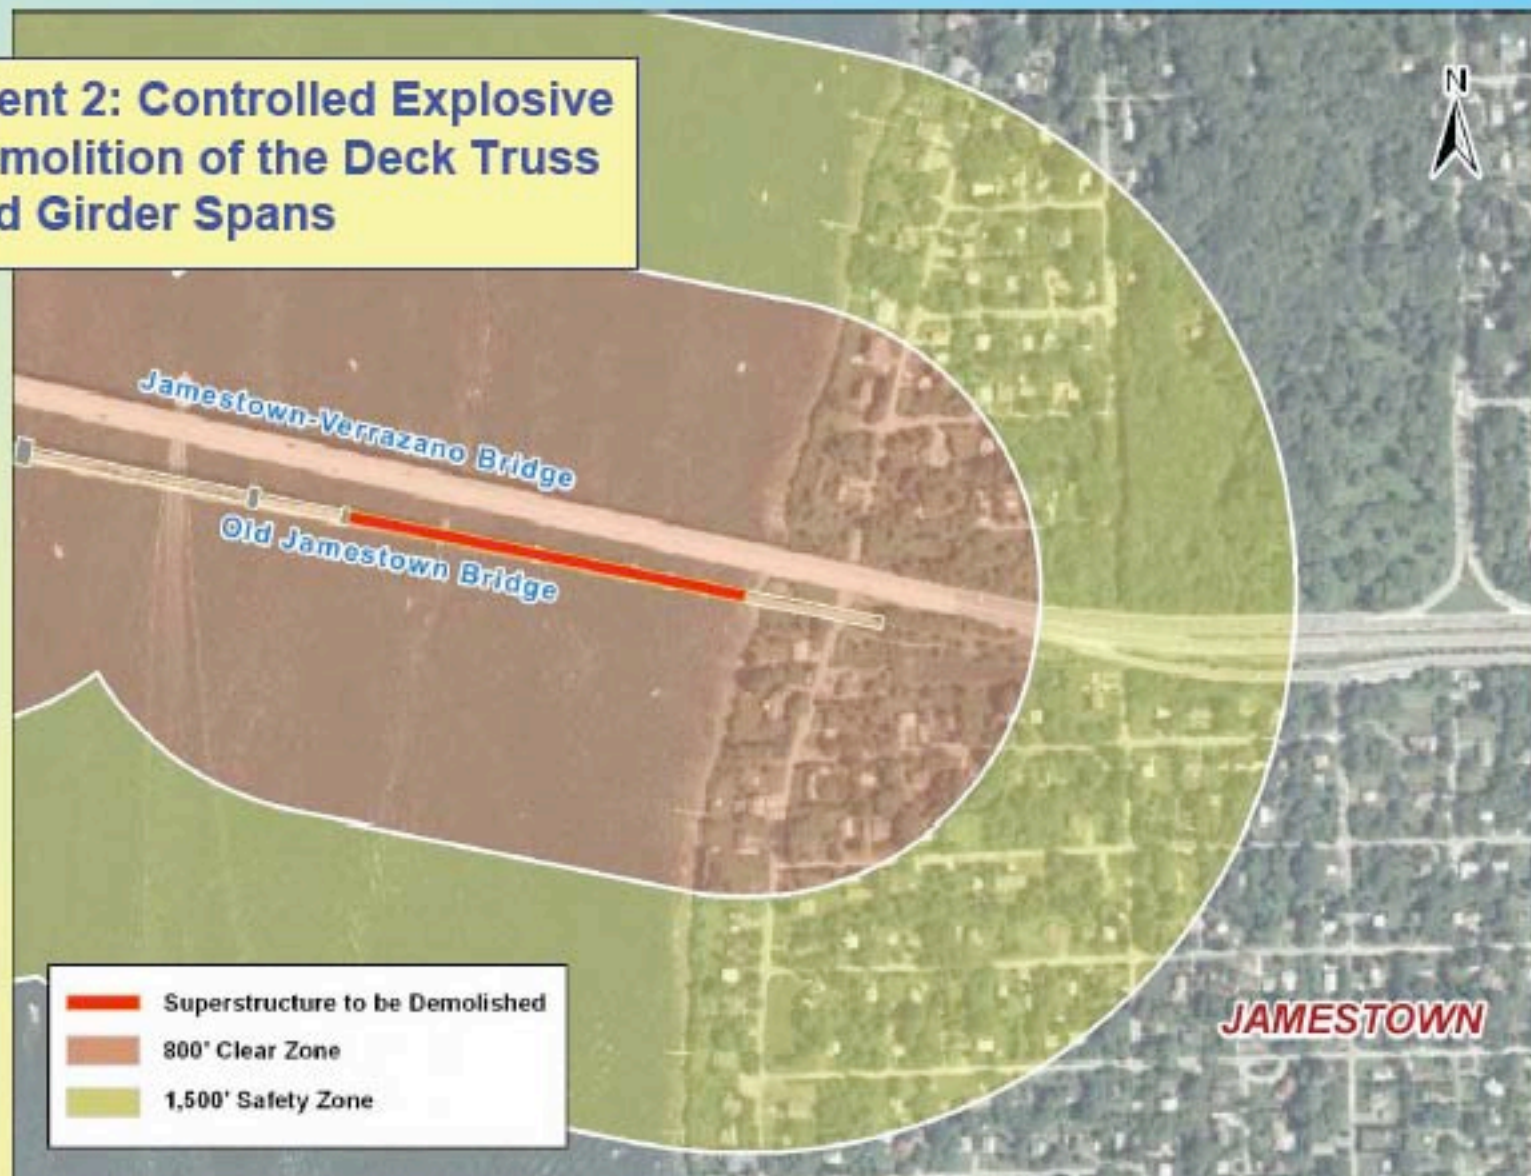 ent 2: Controlled Explosive
molition of the Deck Truss
d Girder Spans
N
Jamestown-Verrazano Bridge
Old Jamestown Bridge
JAMESTOWN
Superstructure to be Demolished
800' Clear Zone
1,500' Safety Zone